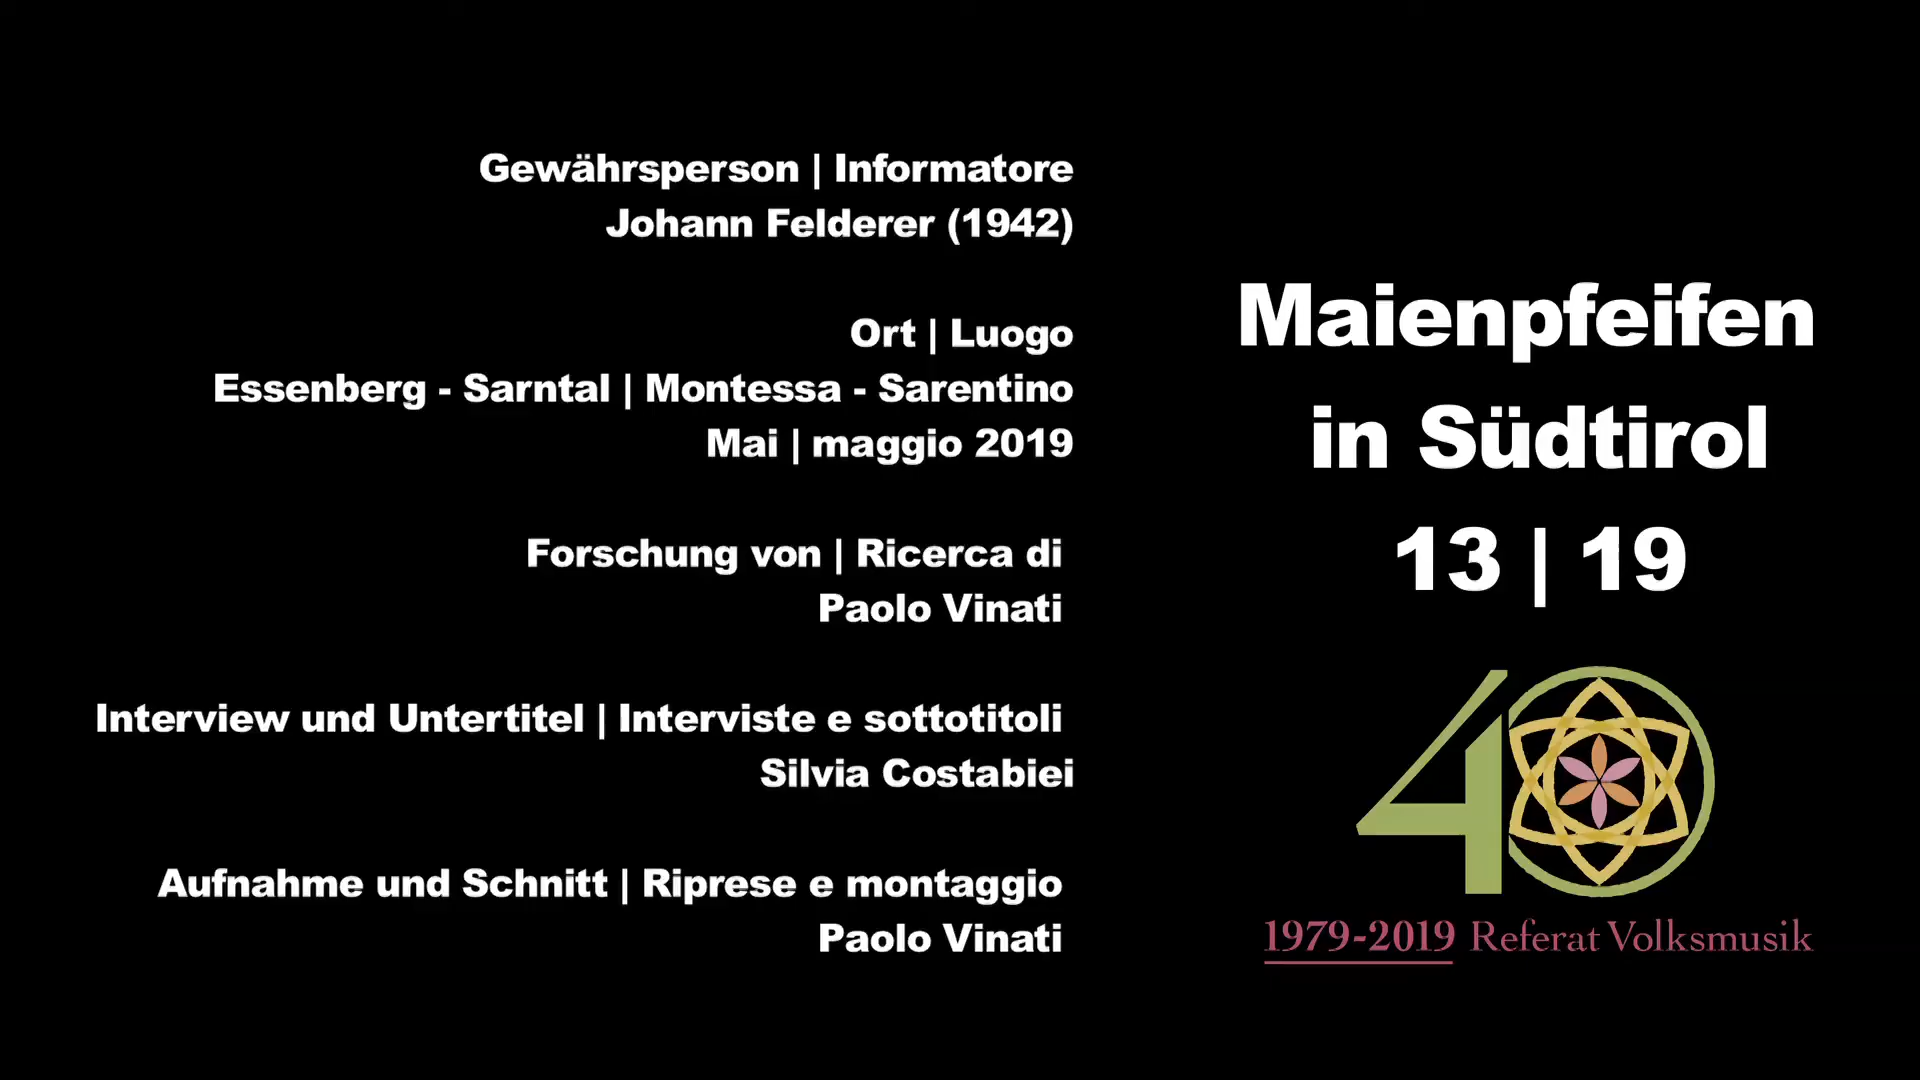 Gewährsperson | Informatore
Johann Felderer (1942)
Ort | Luogo
Essenberg - Sarntal | Montessa - Sarentino
Mai | maggio 2019
Forschung von | Ricerca di
Paolo Vinati
Interview und Untertitel | Interviste e sottotitoli
Silvia Costabiei
Aufnahme und Schnitt | Riprese e montaggio
Paolo Vinati
Maienpfeifen
in Südtirol
13 | 19
40
1979-2019 Referat Volksmusik